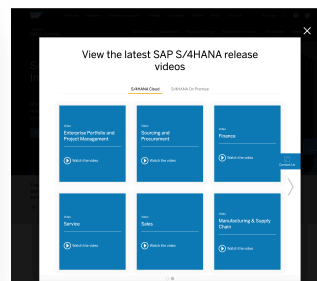 View the latest SAP S/4HANA release
videos
S/4HANA Cloud
S/4HANA On Premise
Video
Enterprise Portfolio and
Project Management
Watch the video
Video
Sourcing and
Procurement
Watch the video
Video
Finance
Watch the video
Contact Us
Video
Service
Watch the video
Video
Sales
Watch the video
Video
Manufacturing & Supply
Chain
Watch the video